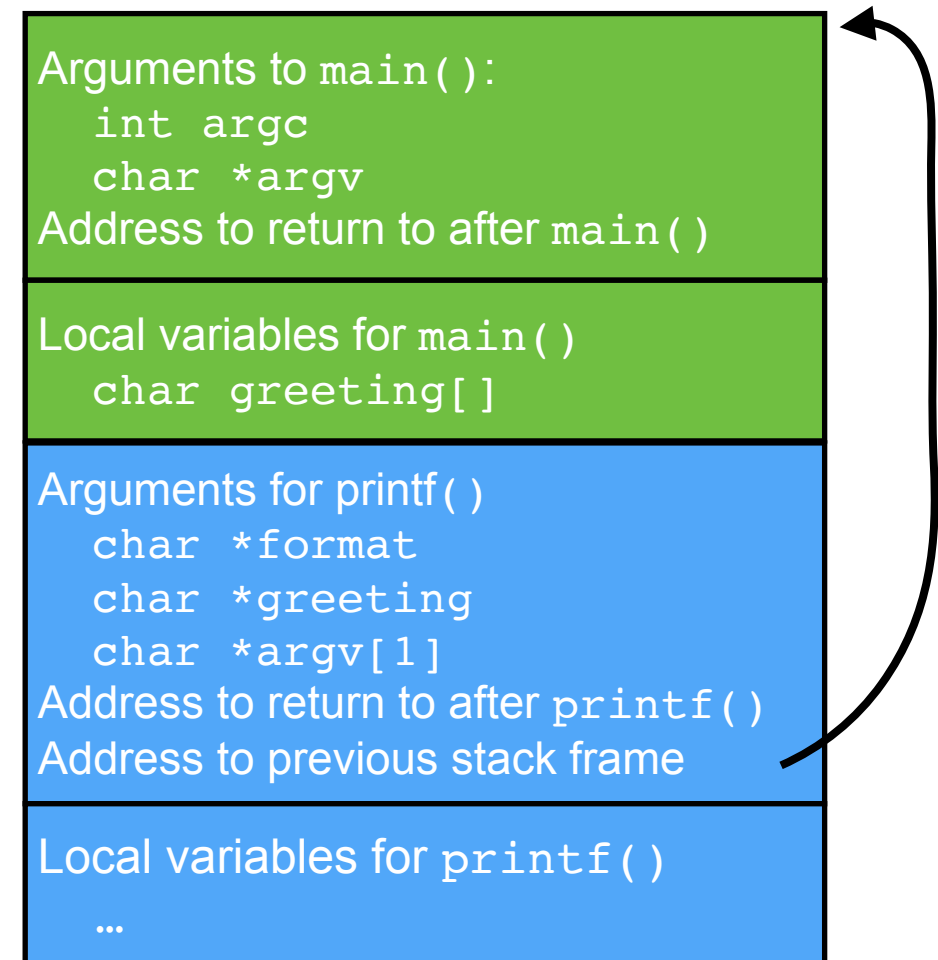 Arguments to main():
int argc
char *argv
Address to return to after main()
Local variables for main()
char greeting[]
Arguments for printf()
char *format
char *greeting
char *argv[1]
Address to return to after printf()
Address to previous stack frame
Local variables for printf()
…